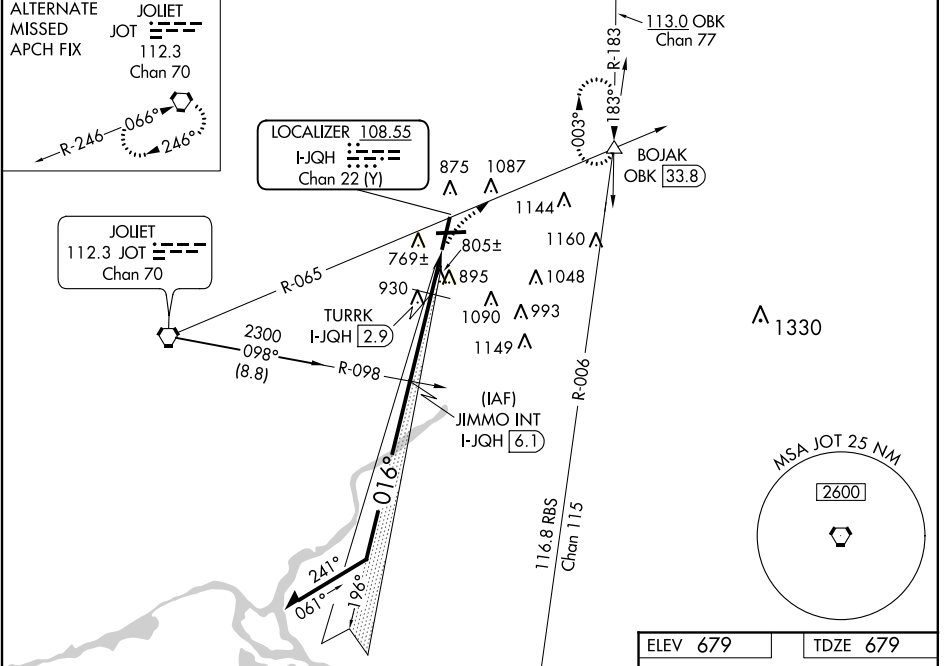 ALTERNATE
MISSED
APCH FIX
JOLIET
JOT
112.3
Chan 70
R-246
066°
246°
113.0 OBK
Chan 77
R-183
183°
003°
LOCALIZER 108.55
I-JQH
Chan 22 (Y)
BOJAK
OBK 33.8
875
1087
1144
1160
JOLIET
112.3 JOT
Chan 70
R-065
769±
805±
895
1048
930
1090
993
1149
1330
TURRK
I-JQH 2.9
2300
098°
(8.8)
R-098
(IAF)
JIMMO INT
I-JQH 6.1
R-006
116.8 RBS
Chan 115
016°
241°
061°
196°
MSA JOT 25 NM
2600
ELEV 679
TDZE 679